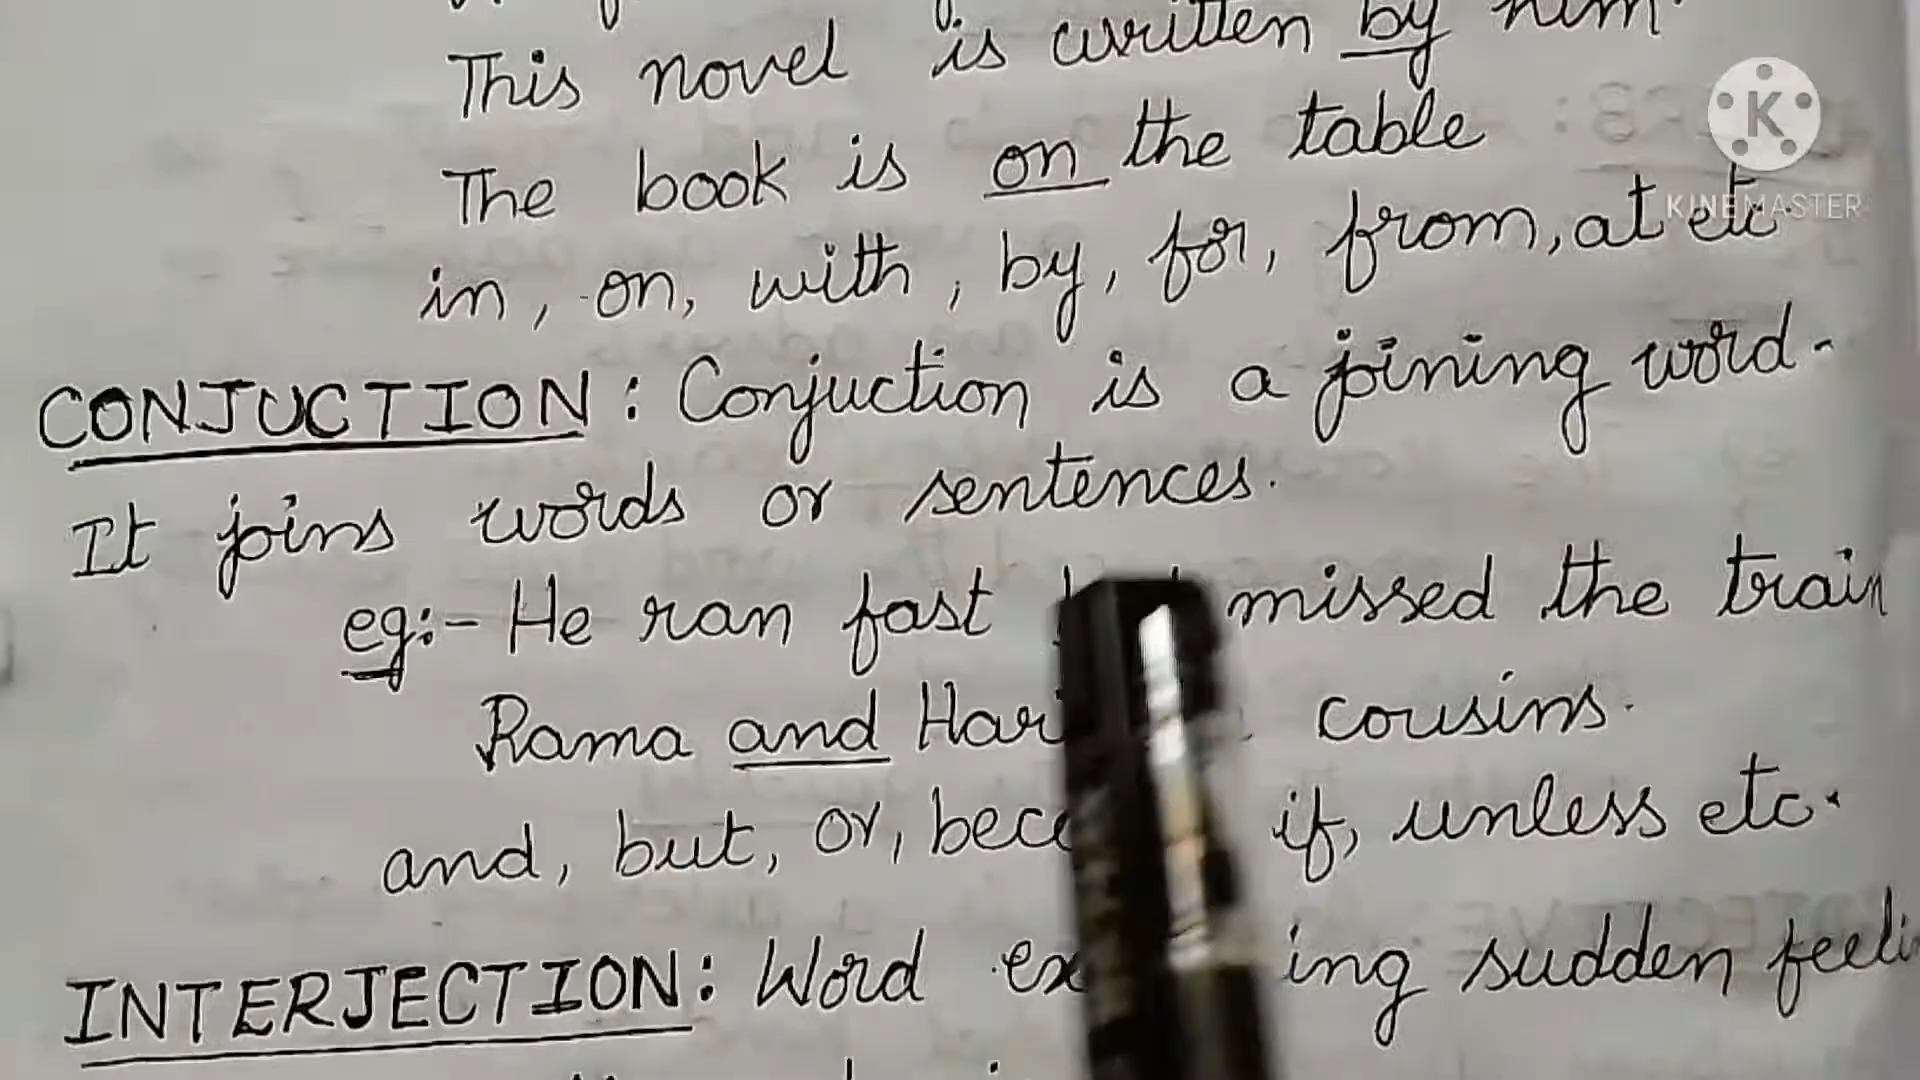 This novel is written by him.
The book is on the table
in, on, with, by, for, from, at etc
CONJUCTION: Conjuction is a joining word.
It joins words or sentences.
eg:- He ran fast missed the train
Rama and cousins.
and, but, or, if, unless etc.
INTERJECTION: Word sudden
K
KINEMASTER